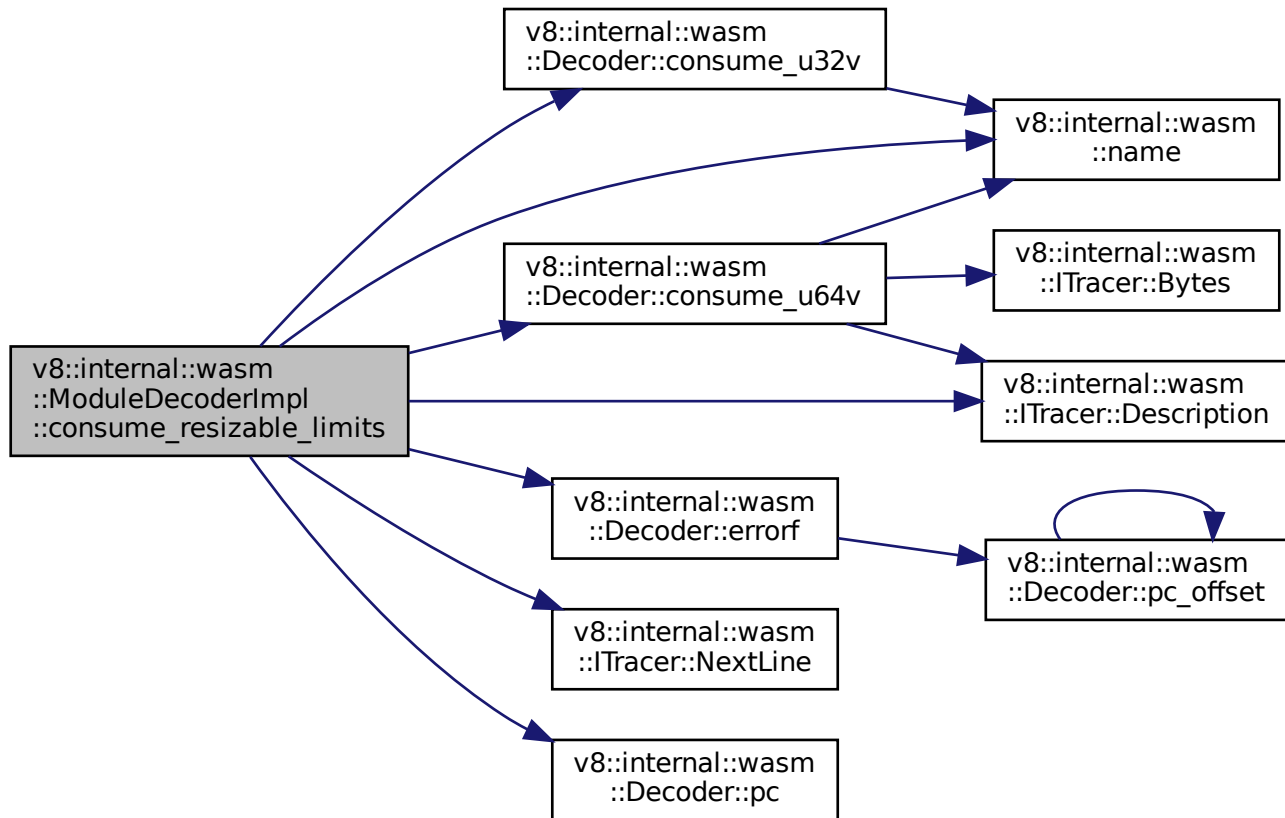 v8::internal::wasm
::Decoder::consume_u32v
v8::internal::wasm
::name
v8::internal::wasm
::Decoder::consume_u64v
v8::internal::wasm
::ITracer::Bytes
v8::internal::wasm
::ModuleDecoderImpl
::consume_resizable_limits
v8::internal::wasm
::ITracer::Description
v8::internal::wasm
::Decoder::errorf
v8::internal::wasm
::Decoder::pc_offset
v8::internal::wasm
::ITracer::NextLine
v8::internal::wasm
::Decoder::pc